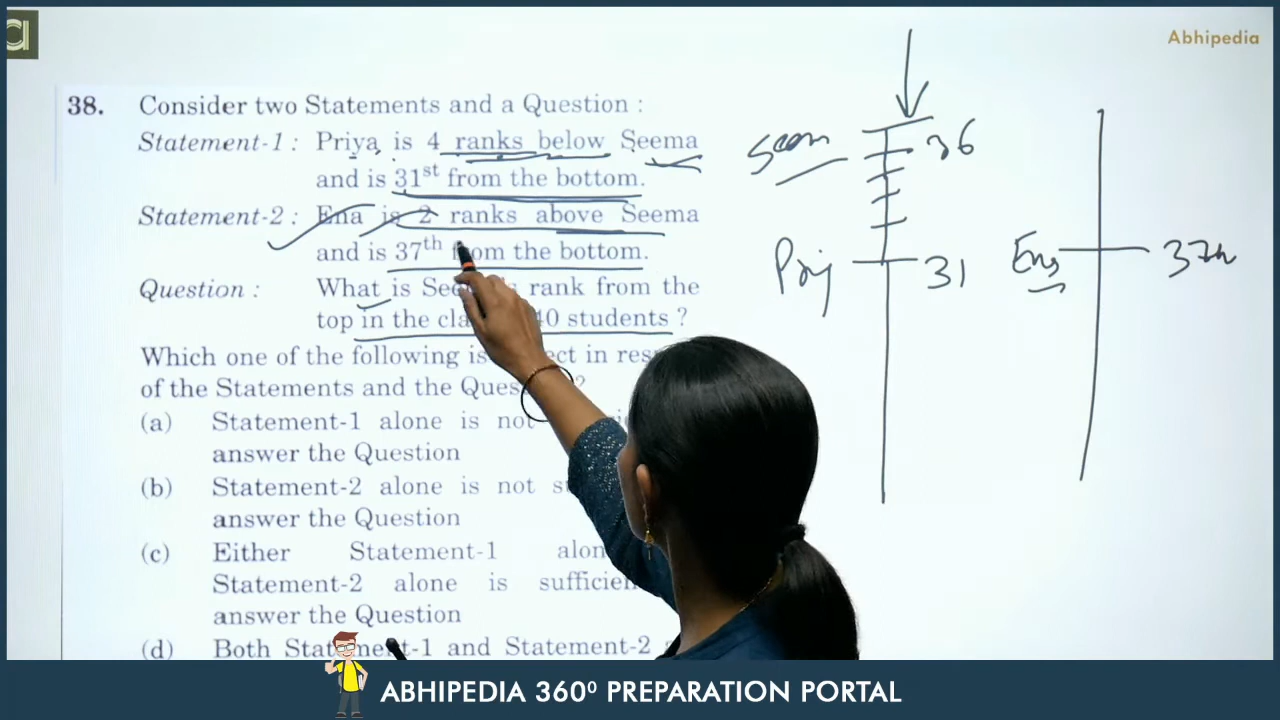 a
Abhipedia
38. Consider two Statements and a Question :
Statement-1 : Priya is 4 ranks below Seema
and is 31st from the bottom.
Statement-2 : Ena is 2 ranks above Seema
and is 37th from the bottom.
Question : What is rank from the
top in the 40 students ?
Which one of the following is in
of the Statements and the
(a) Statement-1 alone is not
answer the Question
(b) Statement-2 alone is not
answer the Question
(c) Either Statement-1
Statement-2 alone is
answer the Question
(d) Both and Statement-2
Seem 36
Prij 31
Ena 37th
ABHIPEDIA 360⁰ PREPARATION PORTAL